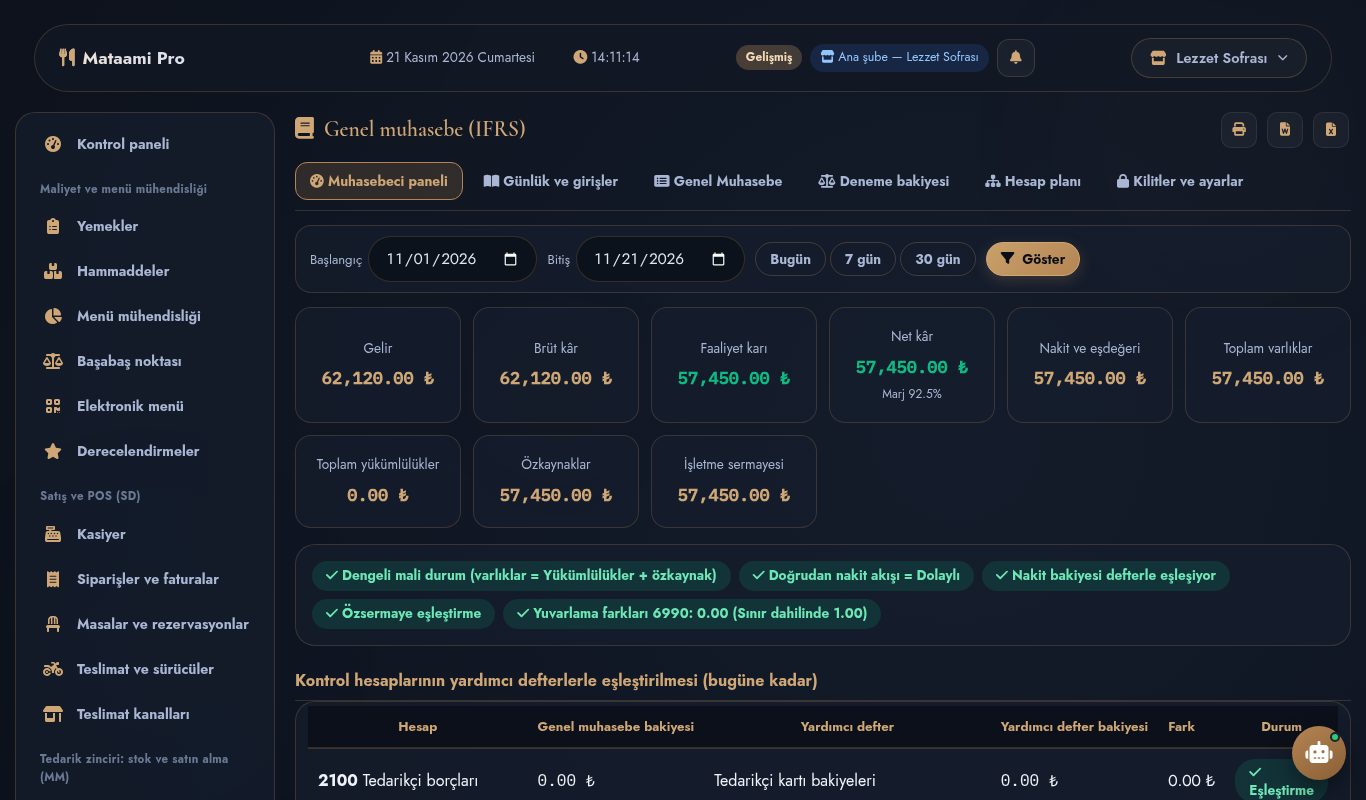 Mataami Pro
21 Kasım 2026 Cumartesi
14:11:14
Gelişmiş
Ana şube — Lezzet Sofrası
Lezzet Sofrası
Kontrol paneli
Maliyet ve menü mühendisliği
Yemekler
Hammaddeler
Menü mühendisliği
Başabaş noktası
Elektronik menü
Derecelendirmeler
Satış ve POS (SD)
Kasiyer
Siparişler ve faturalar
Masalar ve rezervasyonlar
Teslimat ve sürücüler
Teslimat kanalları
Tedarik zinciri: stok ve satın alma
(MM)
Genel muhasebe (IFRS)
Muhasebeci paneli
Günlük ve girişler
Genel Muhasebe
Deneme bakiyesi
Hesap planı
Kilitler ve ayarlar
Başlangıç 11/01/2026 Bitiş 11/21/2026 Bugün 7 gün 30 gün Göster
Gelir
62,120.00 ₺
Brüt kâr
62,120.00 ₺
Faaliyet karı
57,450.00 ₺
Net kâr
57,450.00 ₺
Marj 92.5%
Nakit ve eşdeğeri
57,450.00 ₺
Toplam varlıklar
57,450.00 ₺
Toplam yükümlülükler
0.00 ₺
Özkaynaklar
57,450.00 ₺
İşletme sermayesi
57,450.00 ₺
Dengeli mali durum (varlıklar = Yükümlülükler + özkaynak)
Doğrudan nakit akışı = Dolaylı
Nakit bakiyesi defterle eşleşiyor
Özsermaye eşleştirme
Yuvarlama farkları 6990: 0.00 (Sınır dahilinde 1.00)
Kontrol hesaplarının yardımcı defterlerle eşleştirilmesi (bugüne kadar)
Hesap Genel muhasebe bakiyesi Yardımcı defter Yardımcı defter bakiyesi Fark Durum
2100 Tedarikçi borçları 0.00 ₺ Tedarikçi kartı bakiyeleri 0.00 ₺ 0.00 ₺ Eşleştirme